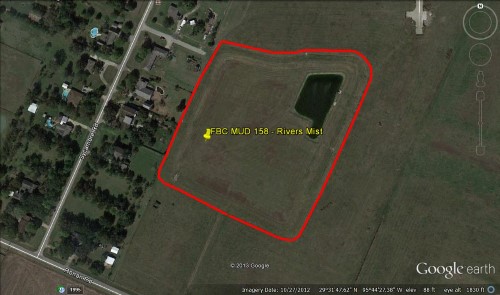 N
FBC MUD 158 - Rivers Mist
© 2013 Google
Google earth
1995
Imagery Date: 10/27/2012 29°31'47.62" N 95°44'27.38" W elev 88 ft eye alt 1830 ft